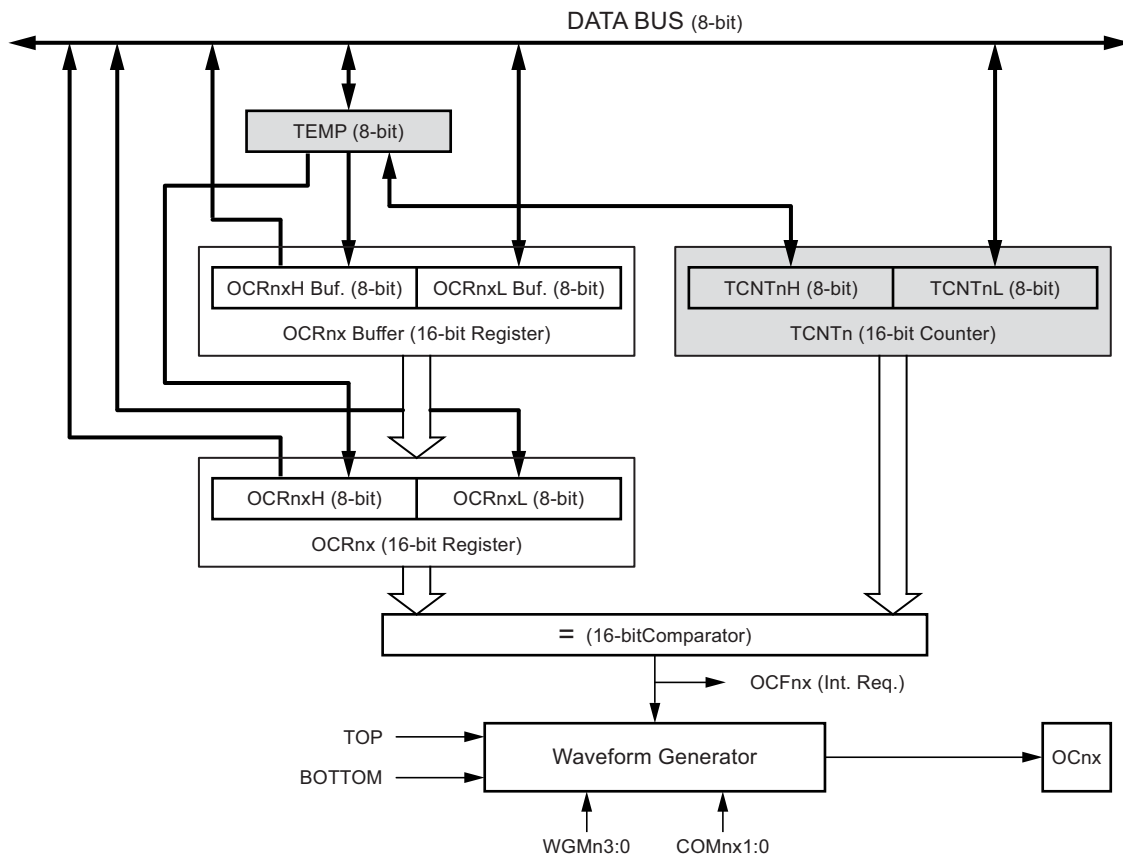 DATA BUS (8-bit)
TEMP (8-bit)
OCRnxH Buf. (8-bit)
OCRnxL Buf. (8-bit)
OCRnx Buffer (16-bit Register)
TCNTnH (8-bit)
TCNTnL (8-bit)
TCNTn (16-bit Counter)
OCRnxH (8-bit)
OCRnxL (8-bit)
OCRnx (16-bit Register)
= (16-bitComparator)
OCFnx (Int. Req.)
TOP
BOTTOM
Waveform Generator
OCnx
WGMn3:0
COMnx1:0